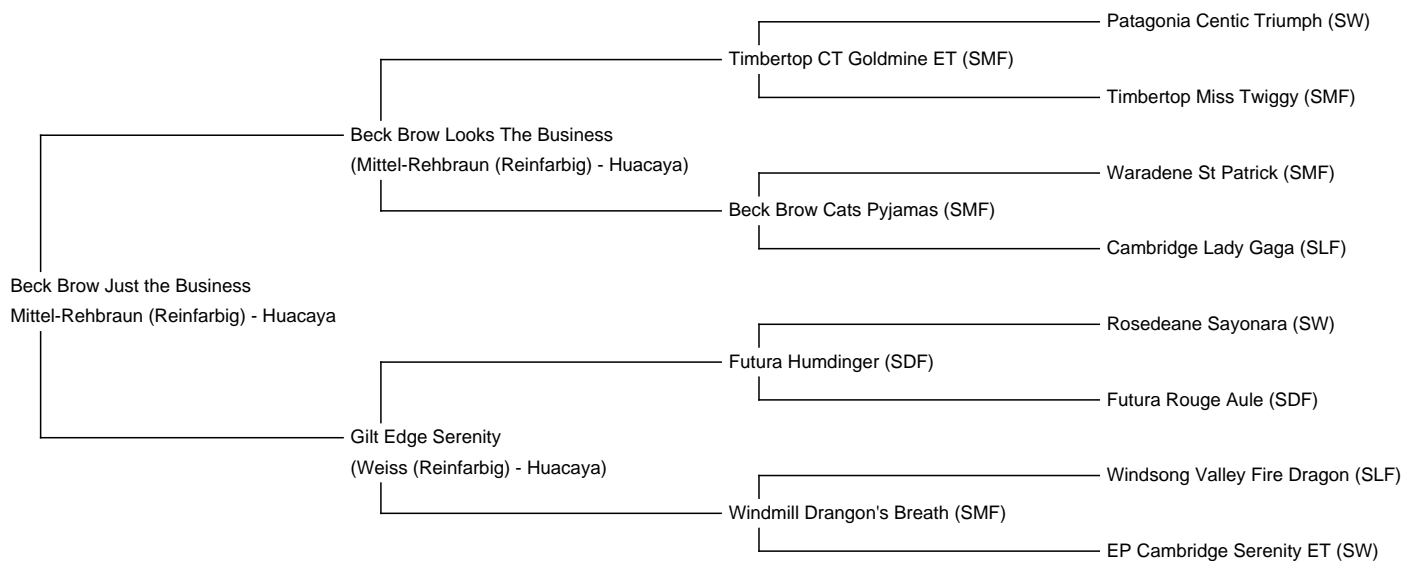 Patagonia Centic Triumph (SW)
Timbertop CT Goldmine ET (SMF)
Timbertop Miss Twiggy (SMF)
Beck Brow Looks The Business
(Mittel-Rehbraun (Reinfarbig) - Huacaya)
Waradene St Patrick (SMF)
Beck Brow Cats Pyjamas (SMF)
Cambridge Lady Gaga (SLF)
Beck Brow Just the Business
Mittel-Rehbraun (Reinfarbig) - Huacaya
Rosedeane Sayonara (SW)
Futura Humdinger (SDF)
Futura Rouge Aule (SDF)
Gilt Edge Serenity
(Weiss (Reinfarbig) - Huacaya)
Windsong Valley Fire Dragon (SLF)
Windmill Drangon's Breath (SMF)
EP Cambridge Serenity ET (SW)